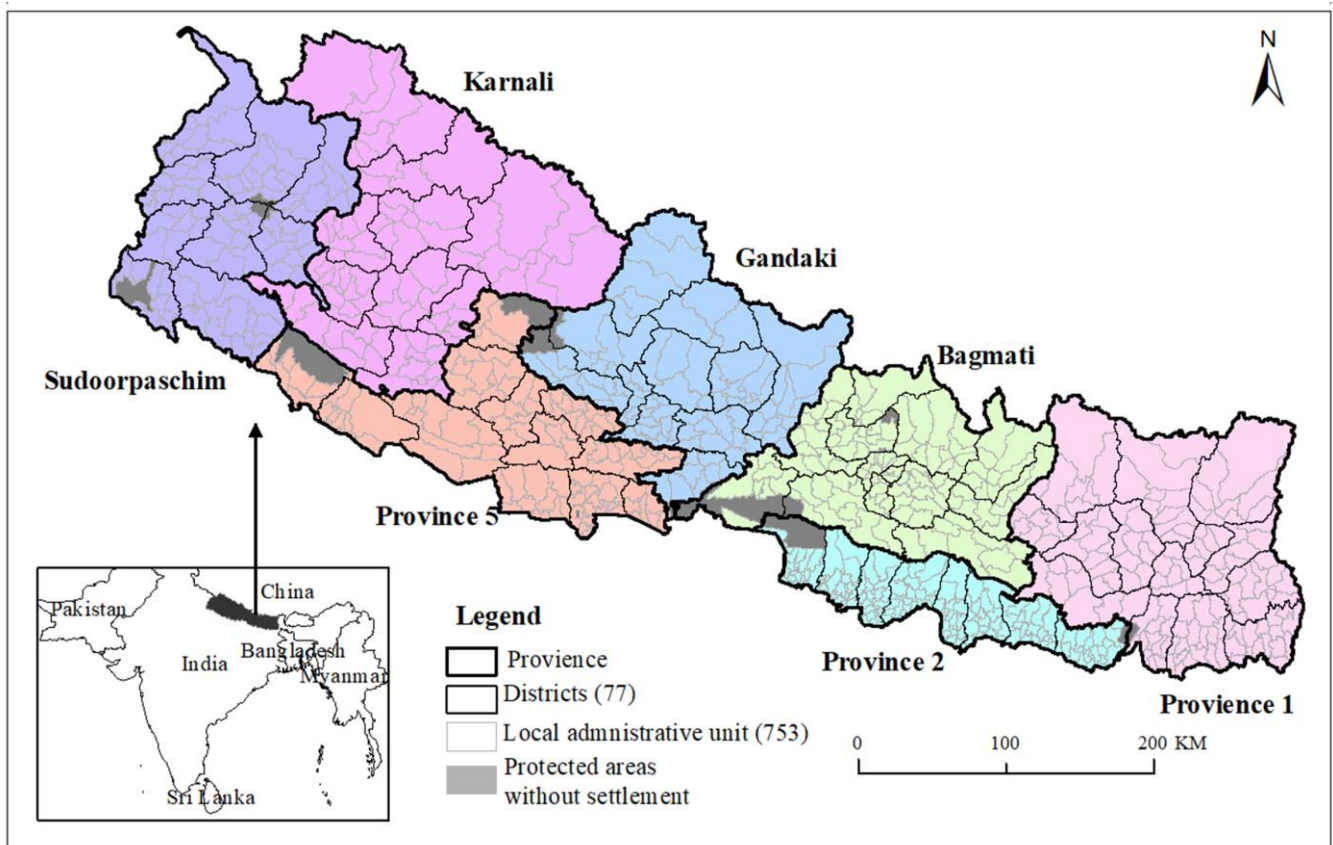 N
Karnali
Gandaki
Bagmati
Sudoorpaschim
Province 5
Province 2
Provience 1
China
Pakistan
India
Bangladesh
Myanmar
Sri Lanka
Legend
Provience
Districts (77)
Local admnistrative unit (753)
Protected areas
without settlement
0 100 200 KM